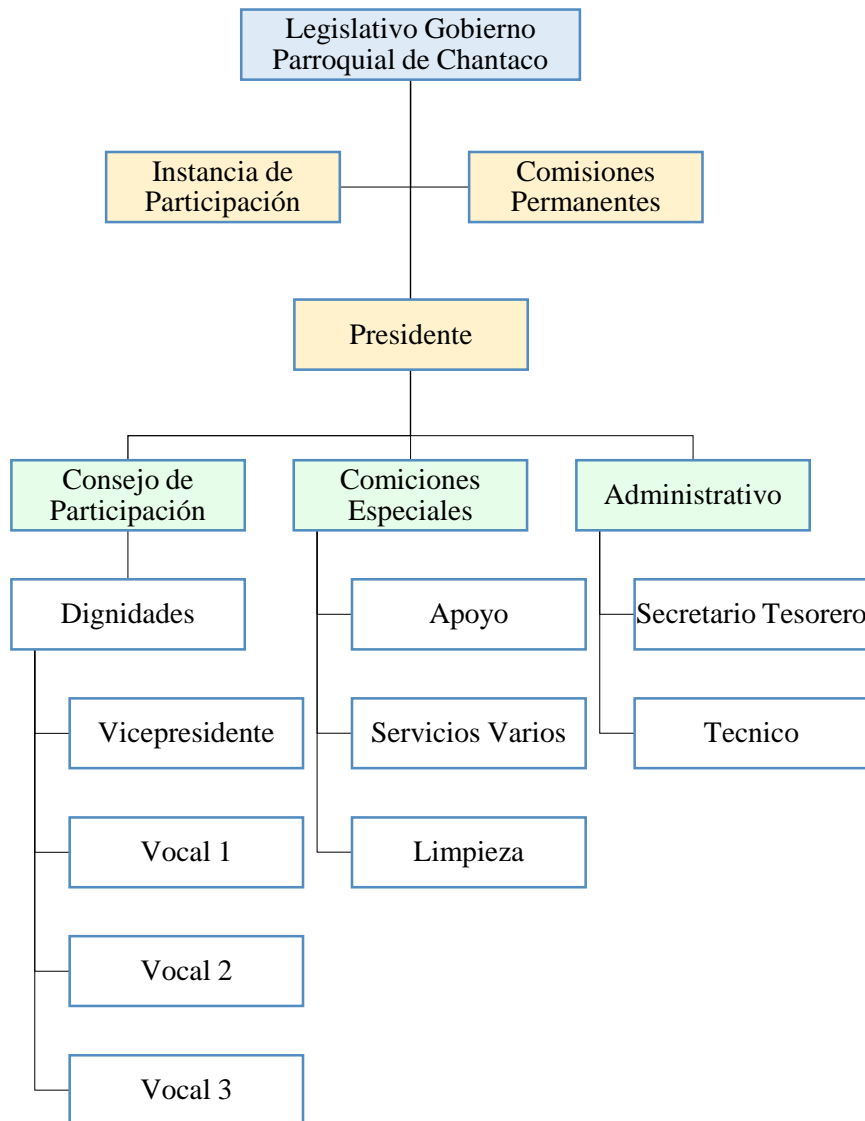 Legislativo Gobierno
Parroquial de Chantaco
Instancia de
Participación
Comisiones
Permanentes
Presidente
Consejo de
Participación
Comiciones
Especiales
Administrativo
Dignidades
Apoyo
Secretario Tesorero
Vicepresidente
Servicios Varios
Tecnico
Vocal 1
Limpieza
Vocal 2
Vocal 3